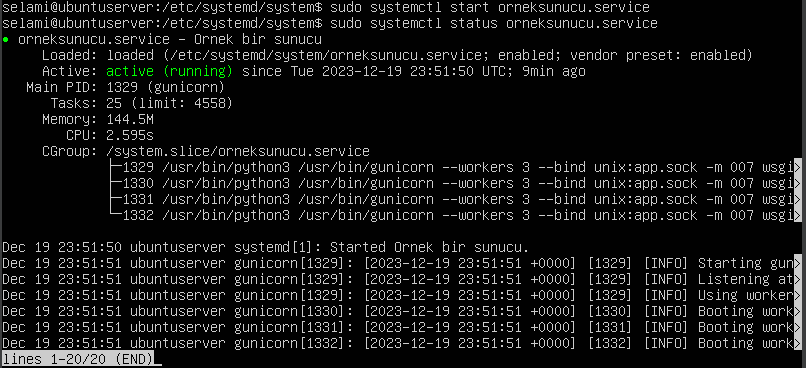 selami@ubuntuserver:/etc/systemd/system$ sudo systemctl start orneksunucu.service
selami@ubuntuserver:/etc/systemd/system$ sudo systemctl status orneksunucu.service
● orneksunucu.service - Ornek bir sunucu
Loaded: loaded (/etc/systemd/system/orneksunucu.service; enabled; vendor preset: enabled)
Active: active (running) since Tue 2023-12-19 23:51:50 UTC; 9min ago
Main PID: 1329 (gunicorn)
Tasks: 25 (limit: 4558)
Memory: 144.5M
CPU: 2.595s
CGroup: /system.slice/orneksunucu.service
├─1329 /usr/bin/python3 /usr/bin/gunicorn --workers 3 --bind unix:app.sock -m 007 wsgi>
├─1330 /usr/bin/python3 /usr/bin/gunicorn --workers 3 --bind unix:app.sock -m 007 wsgi>
├─1331 /usr/bin/python3 /usr/bin/gunicorn --workers 3 --bind unix:app.sock -m 007 wsgi>
└─1332 /usr/bin/python3 /usr/bin/gunicorn --workers 3 --bind unix:app.sock -m 007 wsgi>
Dec 19 23:51:50 ubuntuserver systemd[1]: Started Ornek bir sunucu.
Dec 19 23:51:51 ubuntuserver gunicorn[1329]: [2023-12-19 23:51:51 +0000] [1329] [INFO] Starting gun>
Dec 19 23:51:51 ubuntuserver gunicorn[1329]: [2023-12-19 23:51:51 +0000] [1329] [INFO] Listening at>
Dec 19 23:51:51 ubuntuserver gunicorn[1329]: [2023-12-19 23:51:51 +0000] [1329] [INFO] Using worker>
Dec 19 23:51:51 ubuntuserver gunicorn[1330]: [2023-12-19 23:51:51 +0000] [1330] [INFO] Booting work>
Dec 19 23:51:51 ubuntuserver gunicorn[1331]: [2023-12-19 23:51:51 +0000] [1331] [INFO] Booting work>
Dec 19 23:51:51 ubuntuserver gunicorn[1332]: [2023-12-19 23:51:51 +0000] [1332] [INFO] Booting work>
lines 1-20/20 (END)